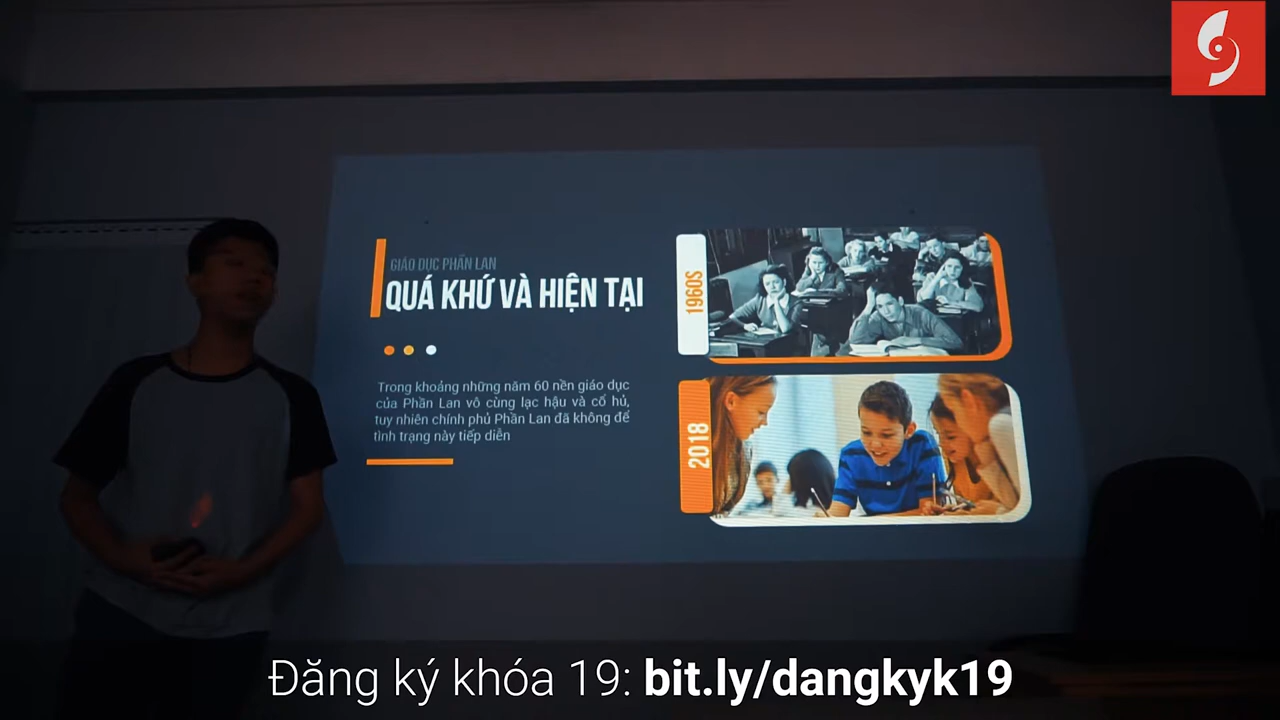 GIÁO DỤC PHẦN LAN
QUÁ KHỨ VÀ HIỆN TẠI
Trong khoảng những năm 60 nền giáo dục
của Phần Lan vô cùng lạc hậu và cổ hủ,
tuy nhiên chính phủ Phần Lan đã không để
tình trạng này tiếp diễn
1960S
2018
Đăng ký khóa 19: bit.ly/dangkyk19